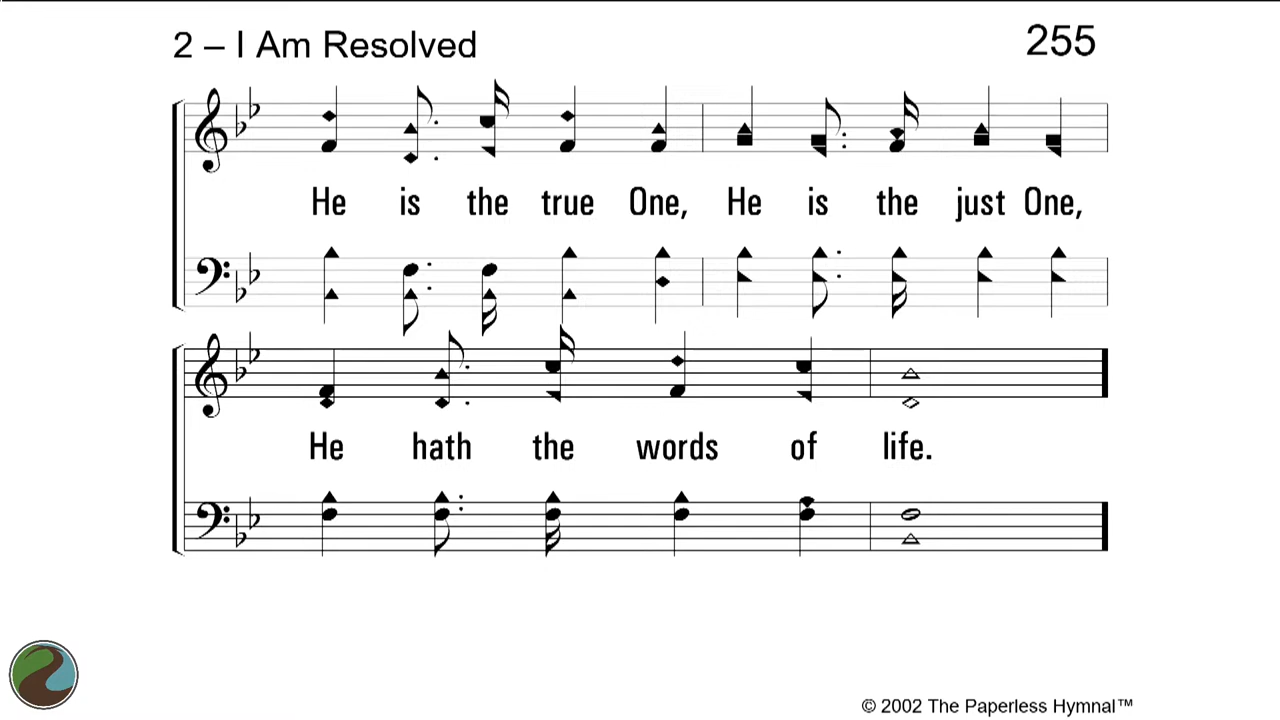 2 – I Am Resolved 255
He is the true One, He is the just One,
He hath the words of life.
© 2002 The Paperless Hymnal™